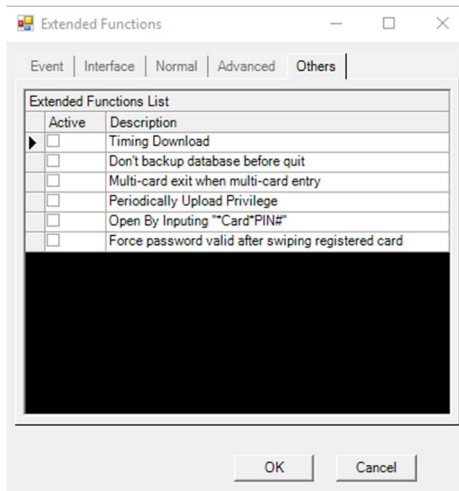 Extended Functions
Event Interface Normal Advanced Others
Extended Functions List
Active Description
Timing Download
Don't backup database before quit
Multi-card exit when multi-card entry
Periodically Upload Privilege
Open By Inputing "*Card*PIN#"
Force password valid after swiping registered card
OK Cancel